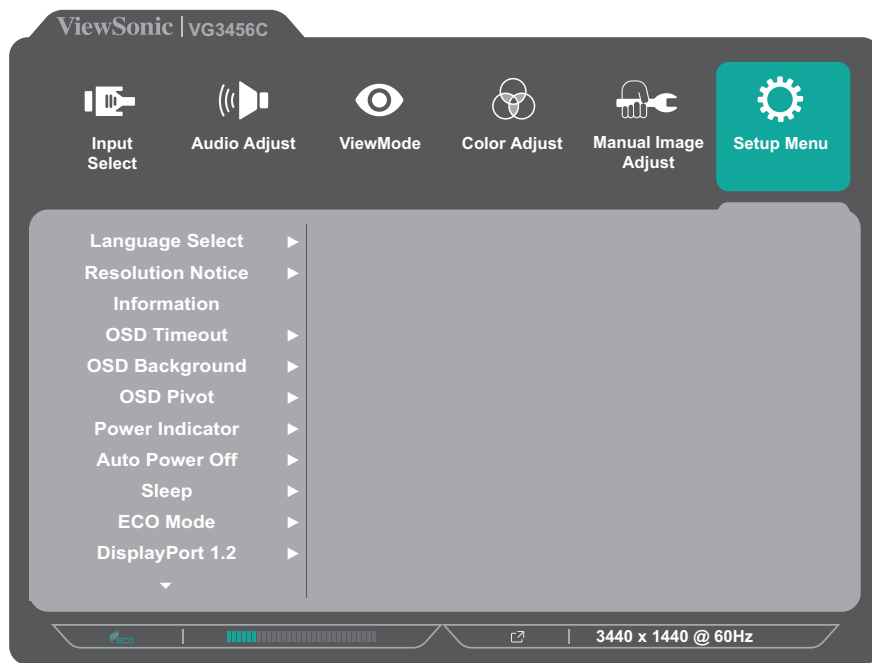 ViewSonic | VG3456C
Input Select
Audio Adjust
ViewMode
Color Adjust
Manual Image Adjust
Setup Menu
Language Select
Resolution Notice
Information
OSD Timeout
OSD Background
OSD Pivot
Power Indicator
Auto Power Off
Sleep
ECO Mode
DisplayPort 1.2
eco
3440 x 1440 @ 60Hz